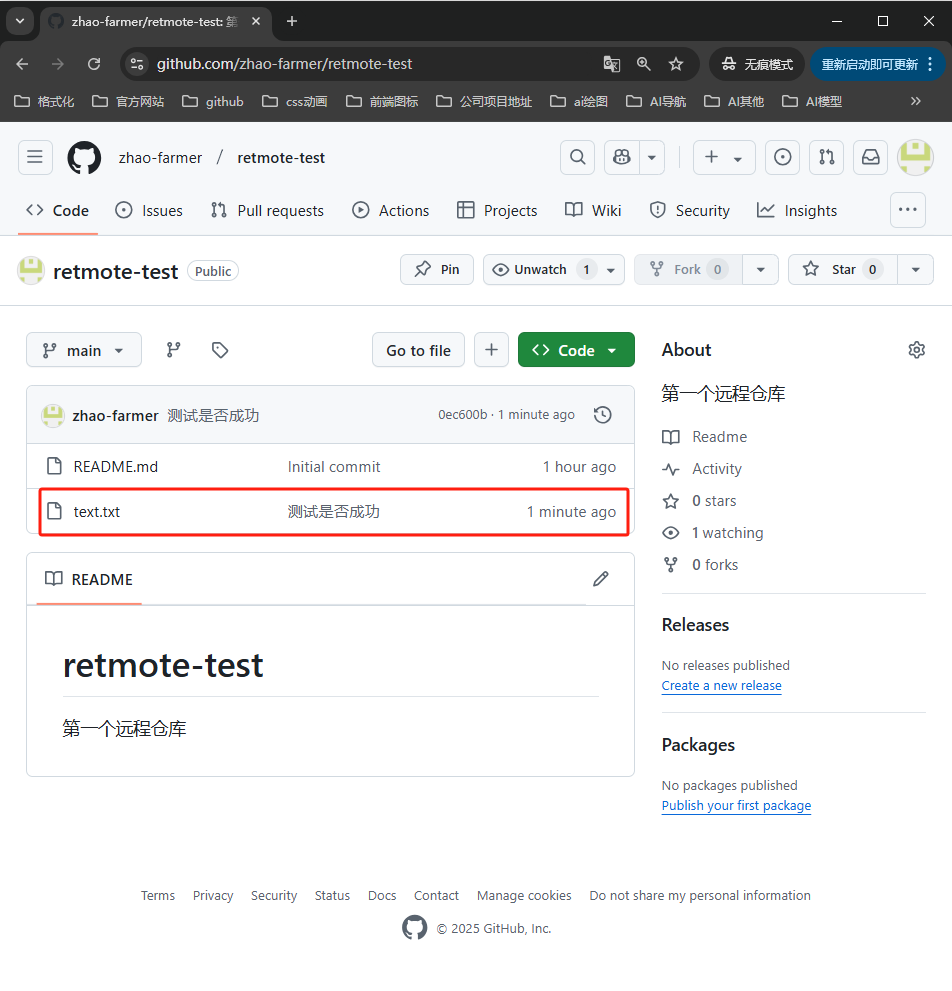 zhao-farmer/retmote-test: 第
github.com/zhao-farmer/retmote-test
无痕模式
重新启动即可更新
格式化 官方网站 github css动画 前端图标 公司项目地址 ai绘图 AI导航 AI其他 AI模型
zhao-farmer / retmote-test
Code Issues Pull requests Actions Projects Wiki Security Insights
retmote-test Public Pin Unwatch 1 Fork 0 Star 0
main Go to file Code
zhao-farmer 测试是否成功 0ec600b · 1 minute ago
README.md Initial commit 1 hour ago
text.txt 测试是否成功 1 minute ago
README
retmote-test
第一个远程仓库
About
第一个远程仓库
Readme
Activity
0 stars
1 watching
0 forks
Releases
No releases published
Create a new release
Packages
No packages published
Publish your first package
Terms Privacy Security Status Docs Contact Manage cookies Do not share my personal information
© 2025 GitHub, Inc.